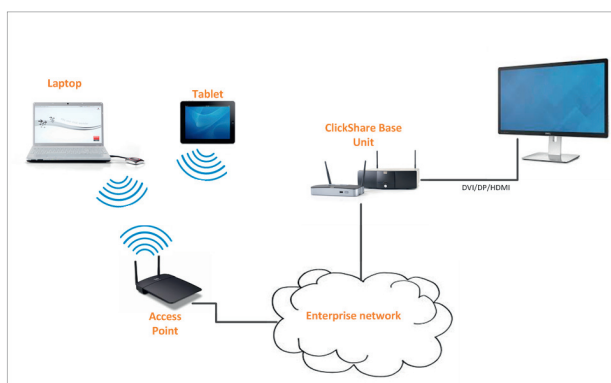 Laptop
Tablet
ClickShare Base
Unit
DVI/DP/HDMI
Access
Point
Enterprise network